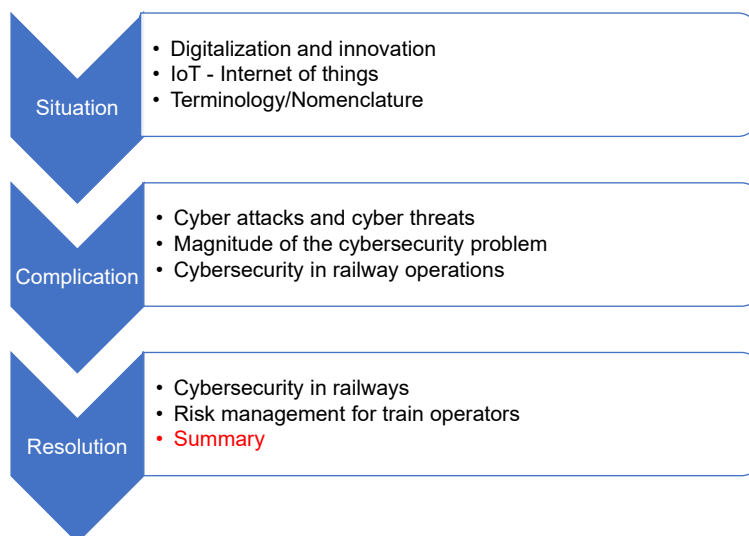 Situation
• Digitalization and innovation
• IoT - Internet of things
• Terminology/Nomenclature
Complication
• Cyber attacks and cyber threats
• Magnitude of the cybersecurity problem
• Cybersecurity in railway operations
Resolution
• Cybersecurity in railways
• Risk management for train operators
• Summary